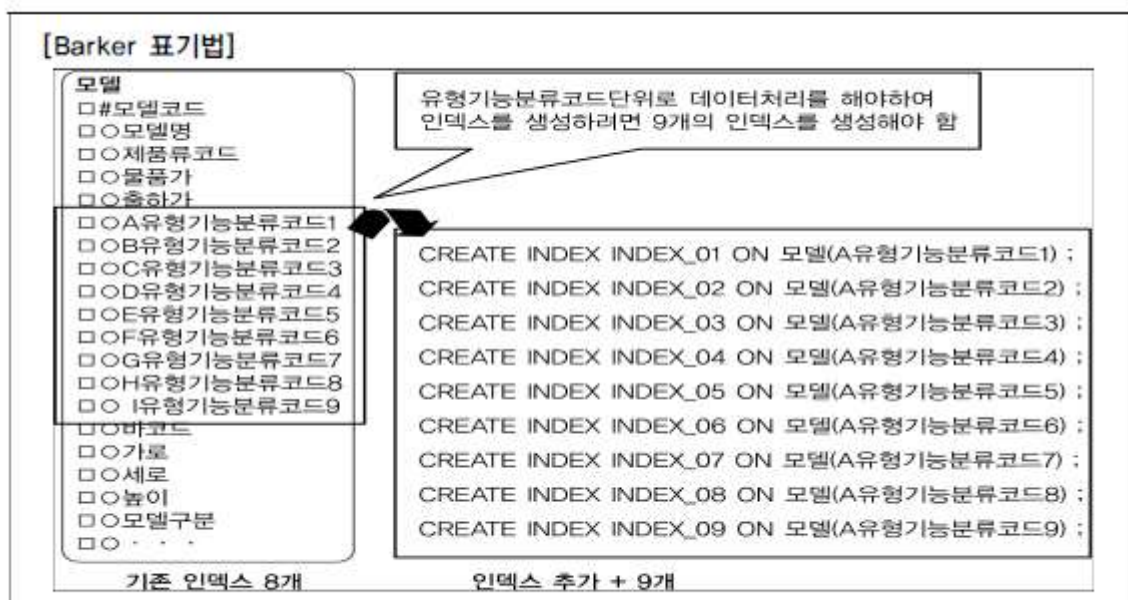 [Barker 표기법]
모델
□#모델코드
□○모델명
□○제품류코드
□○물품가
□○출하가
□○A유형기능분류코드1
□○B유형기능분류코드2
□○C유형기능분류코드3
□○D유형기능분류코드4
□○E유형기능분류코드5
□○F유형기능분류코드6
□○G유형기능분류코드7
□○H유형기능분류코드8
□○ I유형기능분류코드9
□○바코드
□○가로
□○세로
□○높이
□○모델구분
□○ · · ·
유형기능분류코드단위로 데이터처리를 해야하여
인덱스를 생성하려면 9개의 인덱스를 생성해야 함
CREATE INDEX INDEX_01 ON 모델(A유형기능분류코드1) ;
CREATE INDEX INDEX_02 ON 모델(A유형기능분류코드2) ;
CREATE INDEX INDEX_03 ON 모델(A유형기능분류코드3) ;
CREATE INDEX INDEX_04 ON 모델(A유형기능분류코드4) ;
CREATE INDEX INDEX_05 ON 모델(A유형기능분류코드5) ;
CREATE INDEX INDEX_06 ON 모델(A유형기능분류코드6) ;
CREATE INDEX INDEX_07 ON 모델(A유형기능분류코드7) ;
CREATE INDEX INDEX_08 ON 모델(A유형기능분류코드8) ;
CREATE INDEX INDEX_09 ON 모델(A유형기능분류코드9) ;
기존 인덱스 8개
인덱스 추가 + 9개